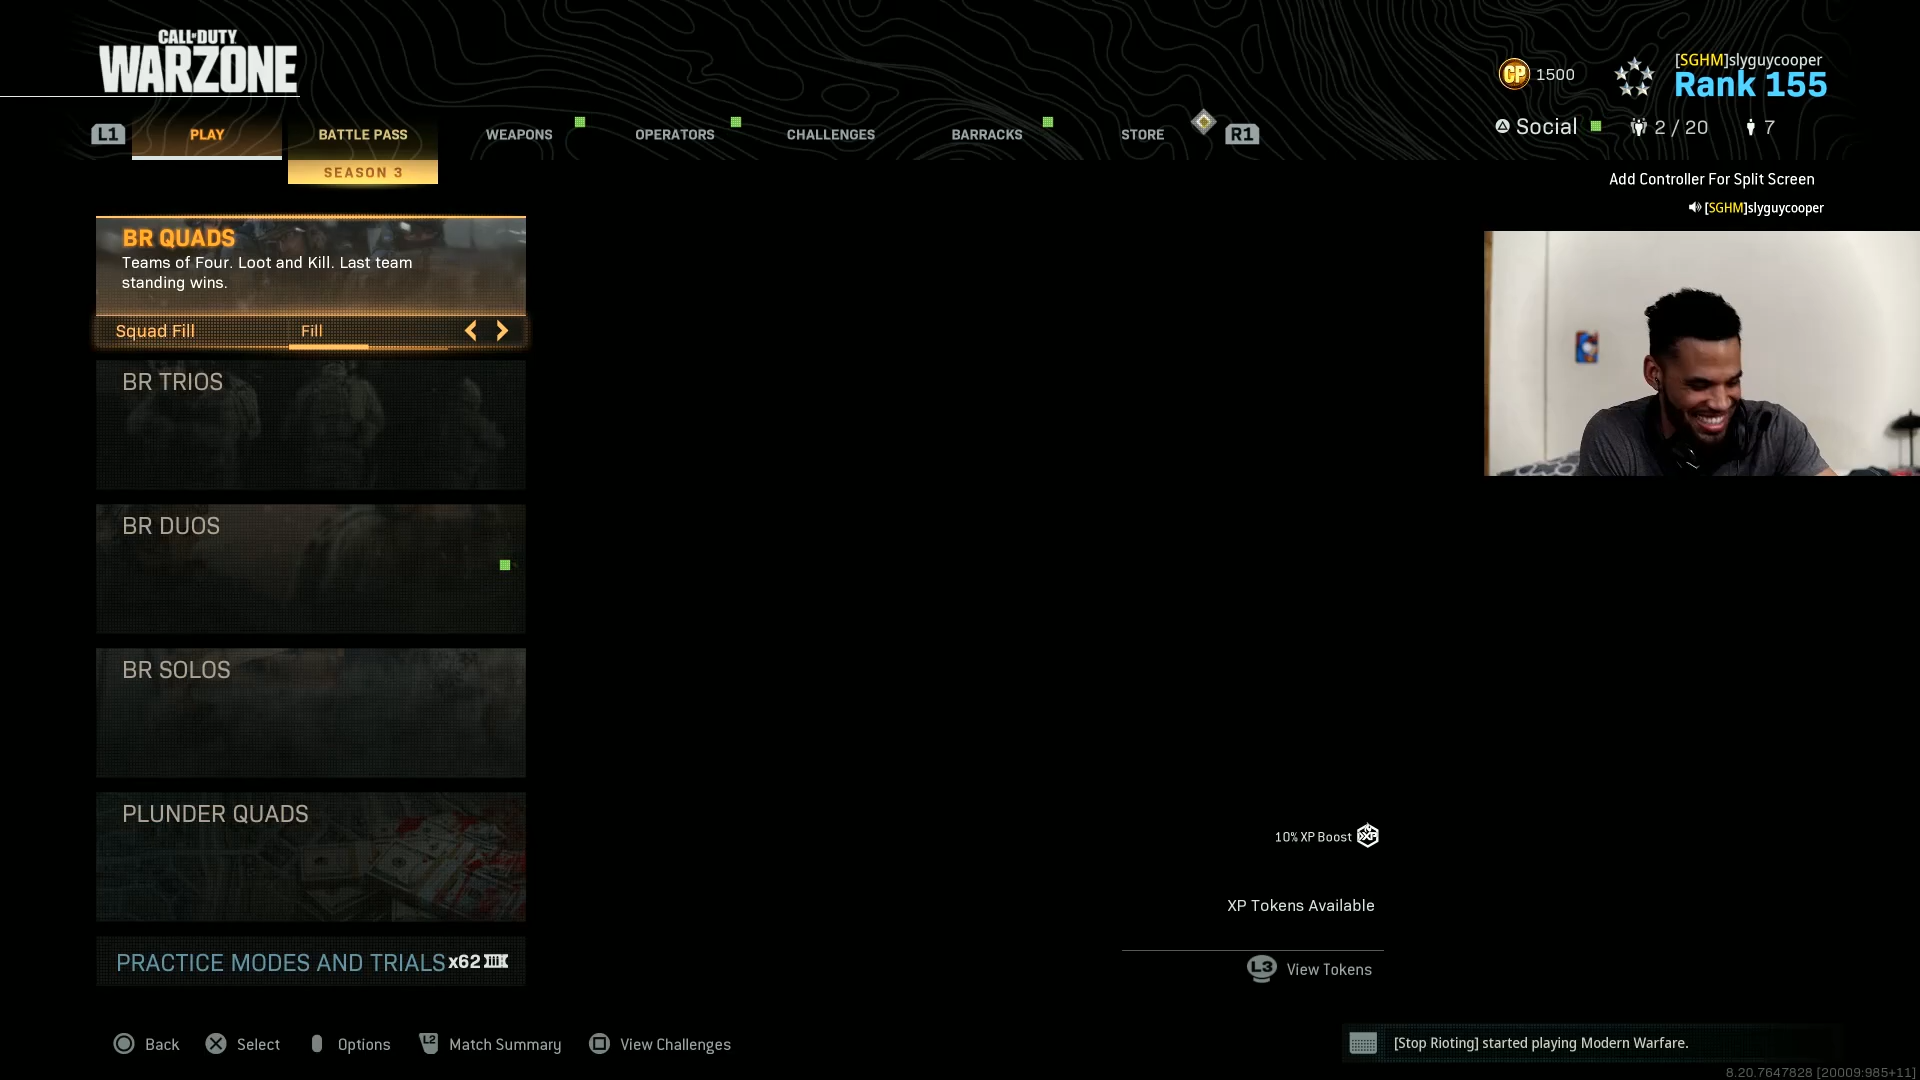 CALL OF DUTY
WARZONE
CP 1500
[SGHM]slyguycooper
Rank 155
L1
PLAY
BATTLE PASS
SEASON 3
WEAPONS
OPERATORS
CHALLENGES
BARRACKS
STORE
R1
Social
2 / 20
7
Add Controller For Split Screen
[SGHM]slyguycooper
BR QUADS
Teams of Four. Loot and Kill. Last team
standing wins.
Squad Fill
Fill
BR TRIOS
BR DUOS
BR SOLOS
PLUNDER QUADS
PRACTICE MODES AND TRIALS x62
10% XP Boost
XP Tokens Available
L3 View Tokens
Back
Select
Options
L2 Match Summary
View Challenges
[Stop Rioting] started playing Modern Warfare.
8.20.7647828 [20009:985+11]